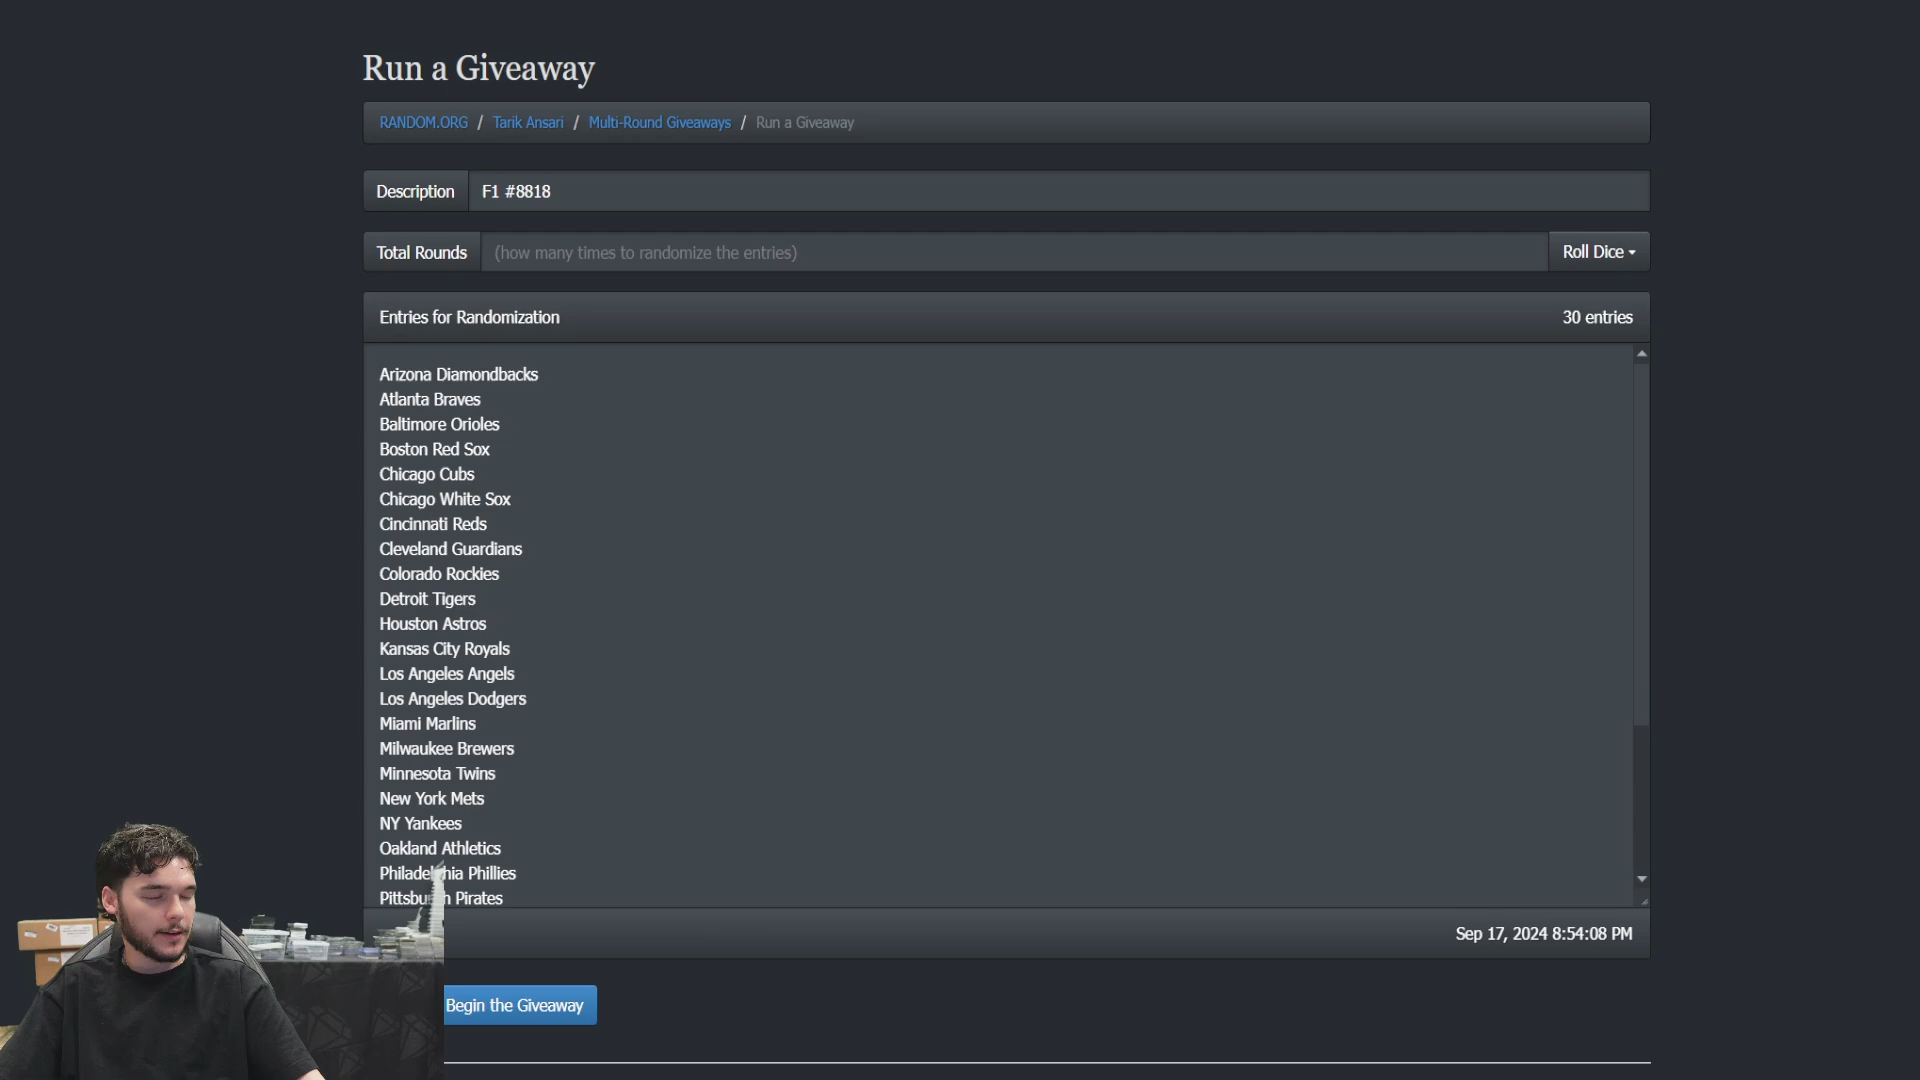 Run a Giveaway
RANDOM.ORG / Tarik Ansari / Multi-Round Giveaways / Run a Giveaway
Description F1 #8818
Total Rounds (how many times to randomize the entries) Roll Dice
Entries for Randomization 30 entries
Arizona Diamondbacks
Atlanta Braves
Baltimore Orioles
Boston Red Sox
Chicago Cubs
Chicago White Sox
Cincinnati Reds
Cleveland Guardians
Colorado Rockies
Detroit Tigers
Houston Astros
Kansas City Royals
Los Angeles Angels
Los Angeles Dodgers
Miami Marlins
Milwaukee Brewers
Minnesota Twins
New York Mets
NY Yankees
Oakland Athletics
Philadelphia Phillies
Pittsburgh Pirates
Sep 17, 2024 8:54:08 PM
Begin the Giveaway